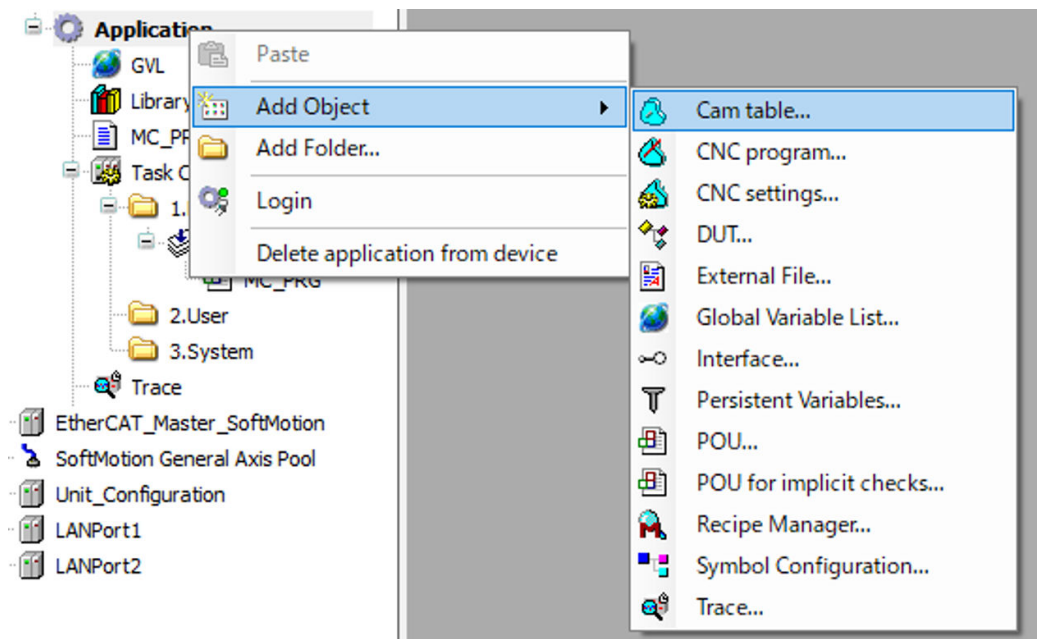 Application
GVL
Library
MC_PR
Task C
1.
MC_PRG
2.User
3.System
Trace
EtherCAT_Master_SoftMotion
SoftMotion General Axis Pool
Unit_Configuration
LANPort1
LANPort2
Paste
Add Object
Add Folder...
Login
Delete application from device
Cam table...
CNC program...
CNC settings...
DUT...
External File...
Global Variable List...
Interface...
Persistent Variables...
POU...
POU for implicit checks...
Recipe Manager...
Symbol Configuration...
Trace...